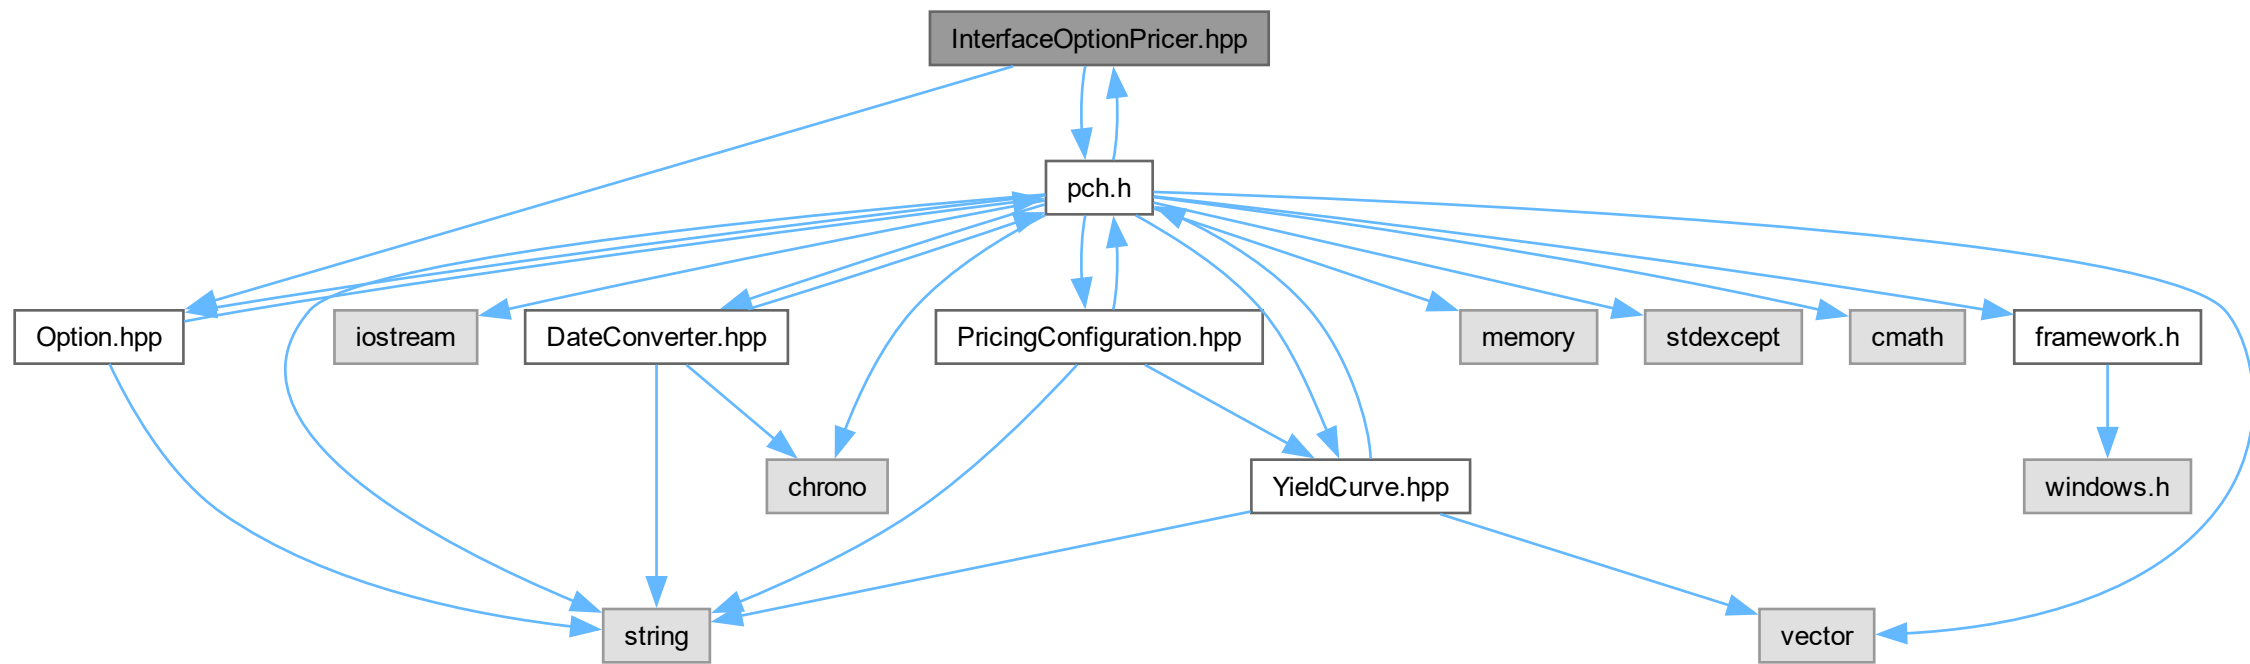 InterfaceOptionPricer.hpp
pch.h
Option.hpp
iostream
DateConverter.hpp
PricingConfiguration.hpp
memory
stdexcept
cmath
framework.h
chrono
YieldCurve.hpp
windows.h
string
vector